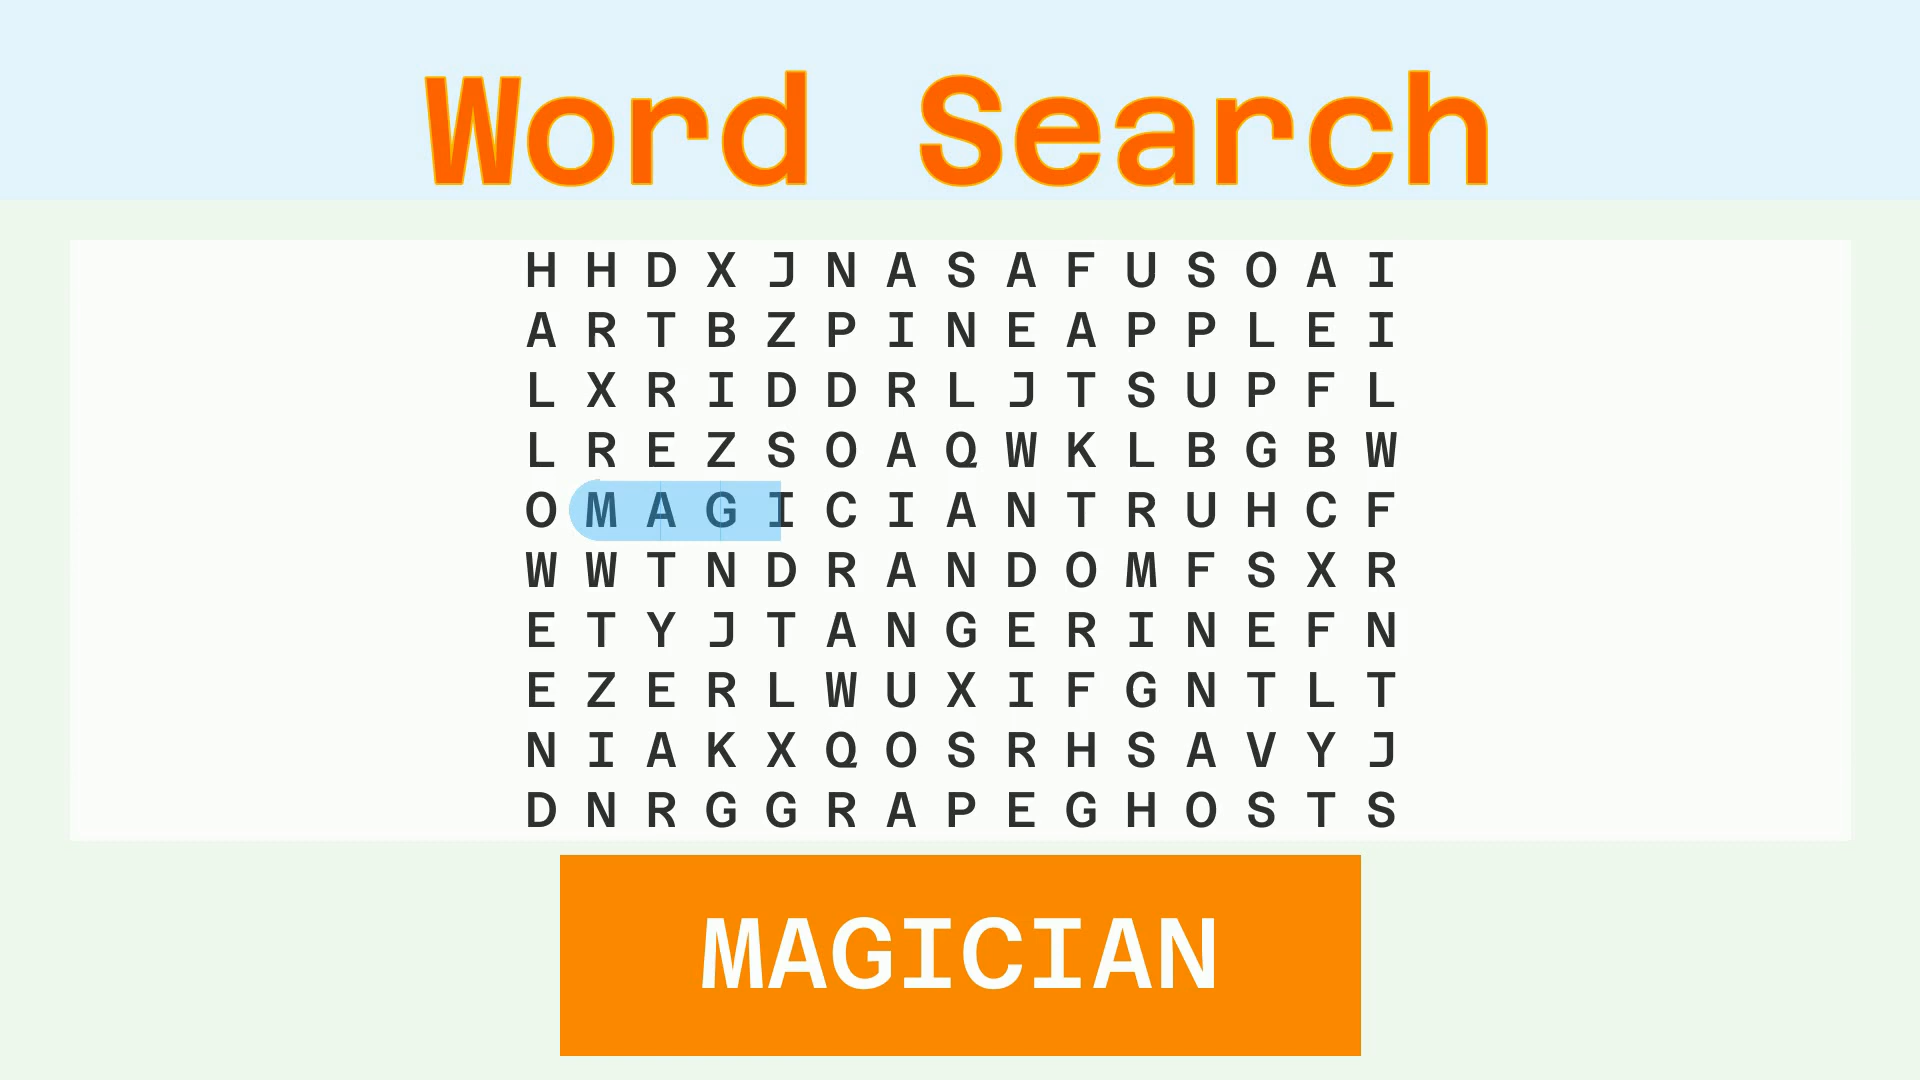 Word Search
H H D X J N A S A F U S O A I
A R T B Z P I N E A P P L E I
L X R I D D R L J T S U P F L
L R E Z S O A Q W K L B G B W
O M A G I C I A N T R U H C F
W W T N D R A N D O M F S X R
E T Y J T A N G E R I N E F N
E Z E R L W U X I F G N T L T
N I A K X Q O S R H S A V Y J
D N R G G R A P E G H O S T S
MAGICIAN